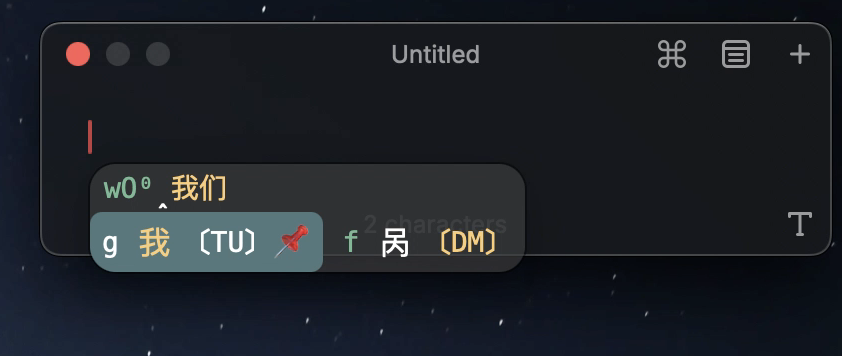 Untitled
wO⁰‸我们
2 characters
g 我 〔TU〕 📌 f 呙 〔DM〕